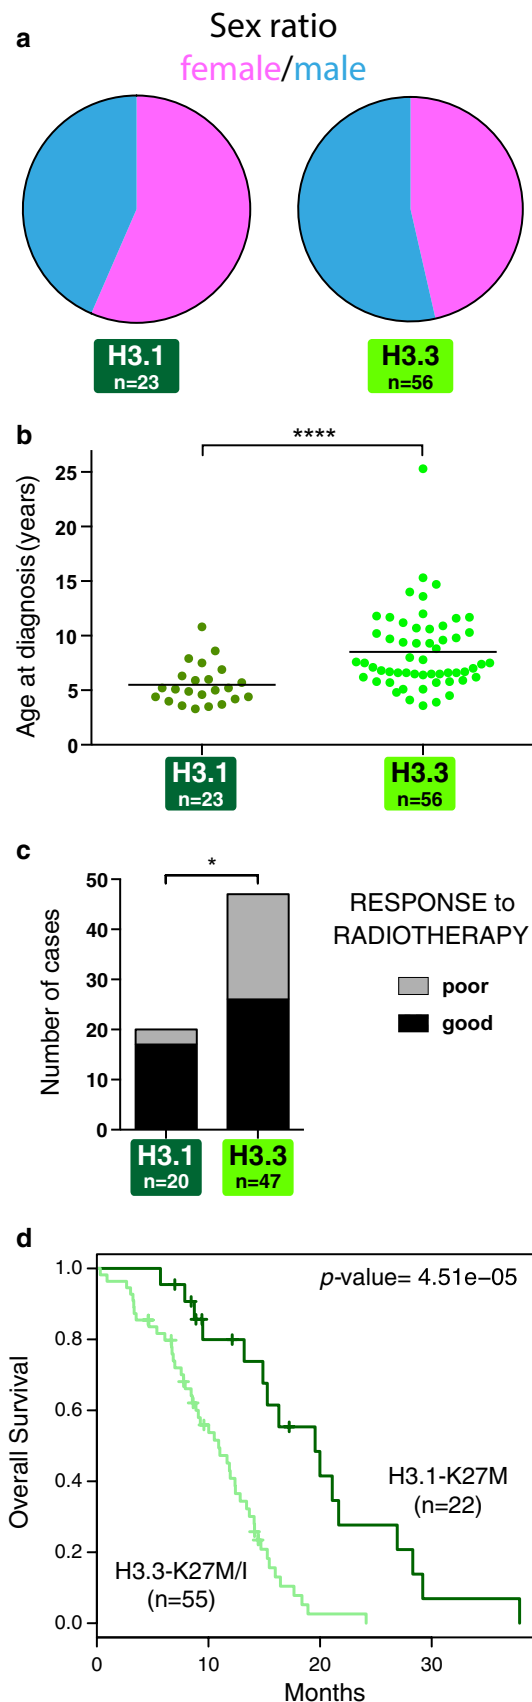 a
Sex ratio
female/male
H3.1
n=23
H3.3
n=56
b
****
Age at diagnosis (years)
25
20
15
10
5
0
H3.1
n=23
H3.3
n=56
c
*
Number of cases
50
40
30
20
10
0
H3.1
n=20
H3.3
n=47
RESPONSE to
RADIOTHERAPY
poor
good
d
p-value= 4.51e−05
Overall Survival
1.0
0.8
0.6
0.4
0.2
0.0
H3.1-K27M
(n=22)
H3.3-K27M/I
(n=55)
0 10 20 30
Months